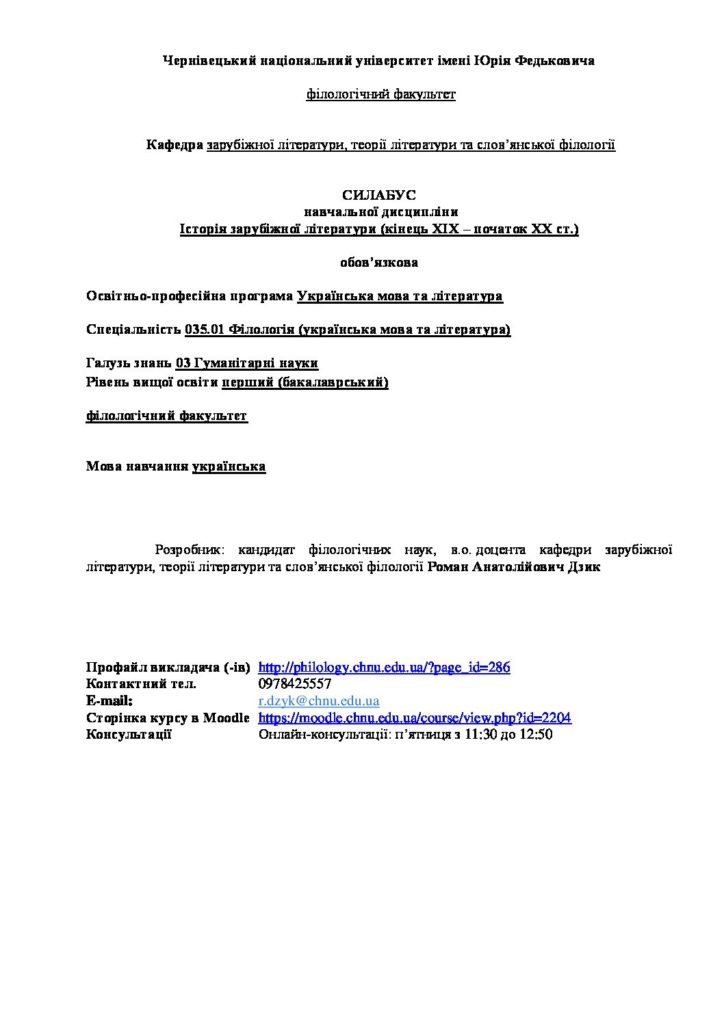 Чернівецький національний університет імені Юрія Федьковича
філологічний факультет
Кафедра зарубіжної літератури, теорії літератури та слов’янської філології
СИЛАБУС
навчальної дисципліни
Історія зарубіжної літератури (кінець ХІХ – початок ХХ ст.)
обов’язкова
Освітньо-професійна програма Українська мова та література
Спеціальність 035.01 Філологія (українська мова та література)
Галузь знань 03 Гуманітарні науки
Рівень вищої освіти перший (бакалаврський)
філологічний факультет
Мова навчання українська
Розробник: кандидат філологічних наук, в.о. доцента кафедри зарубіжної
літератури, теорії літератури та слов’янської філології Роман Анатолійович Дзик
Профайл викладача (-ів) http://philology.chnu.edu.ua/?page_id=286
Контактний тел. 0978425557
E-mail: r.dzyk@chnu.edu.ua
Сторінка курсу в Moodle https://moodle.chnu.edu.ua/course/view.php?id=2204
Консультації Онлайн-консультації: п’ятниця з 11:30 до 12:50